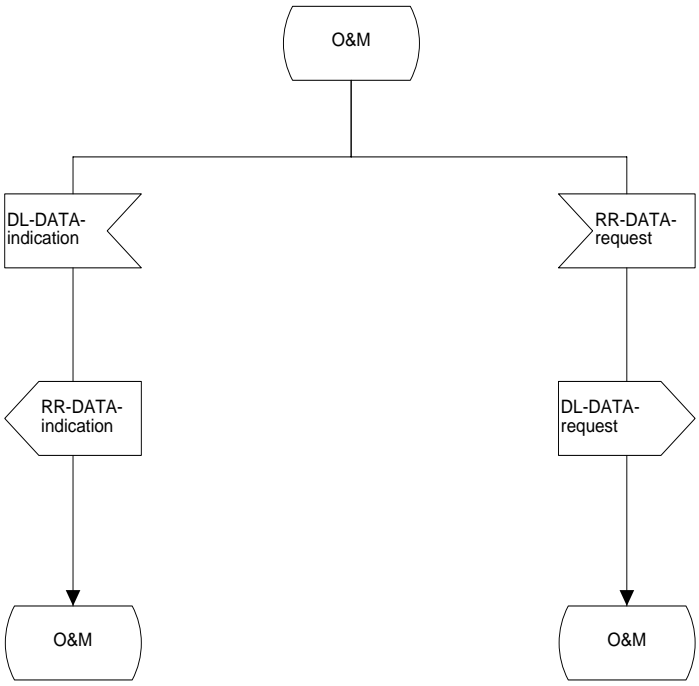 O&M
DL-DATA-
indication
RR-DATA-
request
RR-DATA-
indication
DL-DATA-
request
O&M
O&M